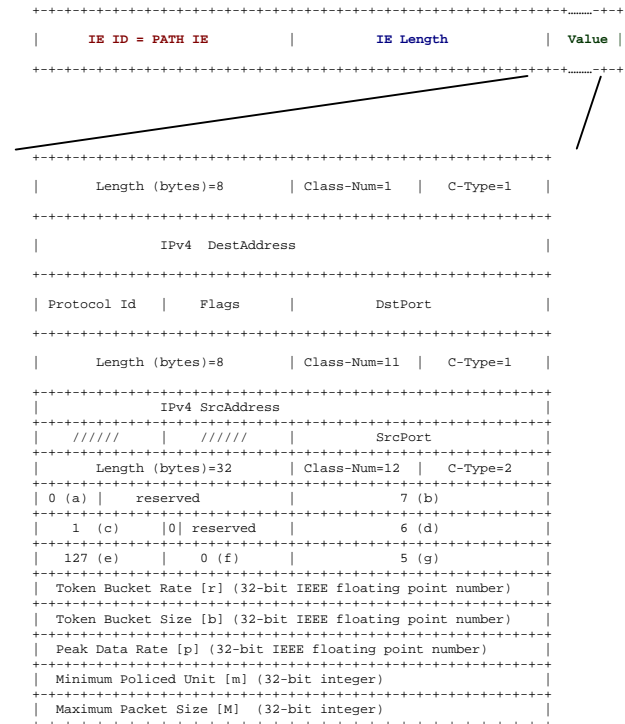 +-+-+-+-+-+-+-+-+-+-+-+-+-+-+-+-+-+-+-+-+-+-+-+-+-+-+-+-+-+-+-+-+-+………-+-+
| IE ID = PATH IE | IE Length | Value |
+-+-+-+-+-+-+-+-+-+-+-+-+-+-+-+-+-+-+-+-+-+-+-+-+-+-+-+-+-+-+-+-+-+………-+-+
+-+-+-+-+-+-+-+-+-+-+-+-+-+-+-+-+-+-+-+-+-+-+-+-+-+-+-+-+-+-+-+-+
| Length (bytes)=8 | Class-Num=1 | C-Type=1 |
+-+-+-+-+-+-+-+-+-+-+-+-+-+-+-+-+-+-+-+-+-+-+-+-+-+-+-+-+-+-+-+-+
| IPv4 DestAddress |
+-+-+-+-+-+-+-+-+-+-+-+-+-+-+-+-+-+-+-+-+-+-+-+-+-+-+-+-+-+-+-+-+
| Protocol Id | Flags | DstPort |
+-+-+-+-+-+-+-+-+-+-+-+-+-+-+-+-+-+-+-+-+-+-+-+-+-+-+-+-+-+-+-+-+
| Length (bytes)=8 | Class-Num=11 | C-Type=1 |
+-+-+-+-+-+-+-+-+-+-+-+-+-+-+-+-+-+-+-+-+-+-+-+-+-+-+-+-+-+-+-+-+
| IPv4 SrcAddress |
+-+-+-+-+-+-+-+-+-+-+-+-+-+-+-+-+-+-+-+-+-+-+-+-+-+-+-+-+-+-+-+-+
| ////// | ////// | SrcPort |
+-+-+-+-+-+-+-+-+-+-+-+-+-+-+-+-+-+-+-+-+-+-+-+-+-+-+-+-+-+-+-+-+
| Length (bytes)=32 | Class-Num=12 | C-Type=2 |
+-+-+-+-+-+-+-+-+-+-+-+-+-+-+-+-+-+-+-+-+-+-+-+-+-+-+-+-+-+-+-+-+
| 0 (a) | reserved | 7 (b) |
+-+-+-+-+-+-+-+-+-+-+-+-+-+-+-+-+-+-+-+-+-+-+-+-+-+-+-+-+-+-+-+-+
| 1 (c) |0| reserved | 6 (d) |
+-+-+-+-+-+-+-+-+-+-+-+-+-+-+-+-+-+-+-+-+-+-+-+-+-+-+-+-+-+-+-+-+
| 127 (e) | 0 (f) | 5 (g) |
+-+-+-+-+-+-+-+-+-+-+-+-+-+-+-+-+-+-+-+-+-+-+-+-+-+-+-+-+-+-+-+-+
| Token Bucket Rate [r] (32-bit IEEE floating point number) |
+-+-+-+-+-+-+-+-+-+-+-+-+-+-+-+-+-+-+-+-+-+-+-+-+-+-+-+-+-+-+-+-+
| Token Bucket Size [b] (32-bit IEEE floating point number) |
+-+-+-+-+-+-+-+-+-+-+-+-+-+-+-+-+-+-+-+-+-+-+-+-+-+-+-+-+-+-+-+-+
| Peak Data Rate [p] (32-bit IEEE floating point number) |
+-+-+-+-+-+-+-+-+-+-+-+-+-+-+-+-+-+-+-+-+-+-+-+-+-+-+-+-+-+-+-+-+
| Minimum Policed Unit [m] (32-bit integer) |
+-+-+-+-+-+-+-+-+-+-+-+-+-+-+-+-+-+-+-+-+-+-+-+-+-+-+-+-+-+-+-+-+
| Maximum Packet Size [M] (32-bit integer) |
+-+-+-+-+-+-+-+-+-+-+-+-+-+-+-+-+-+-+-+-+-+-+-+-+-+-+-+-+-+-+-+-+